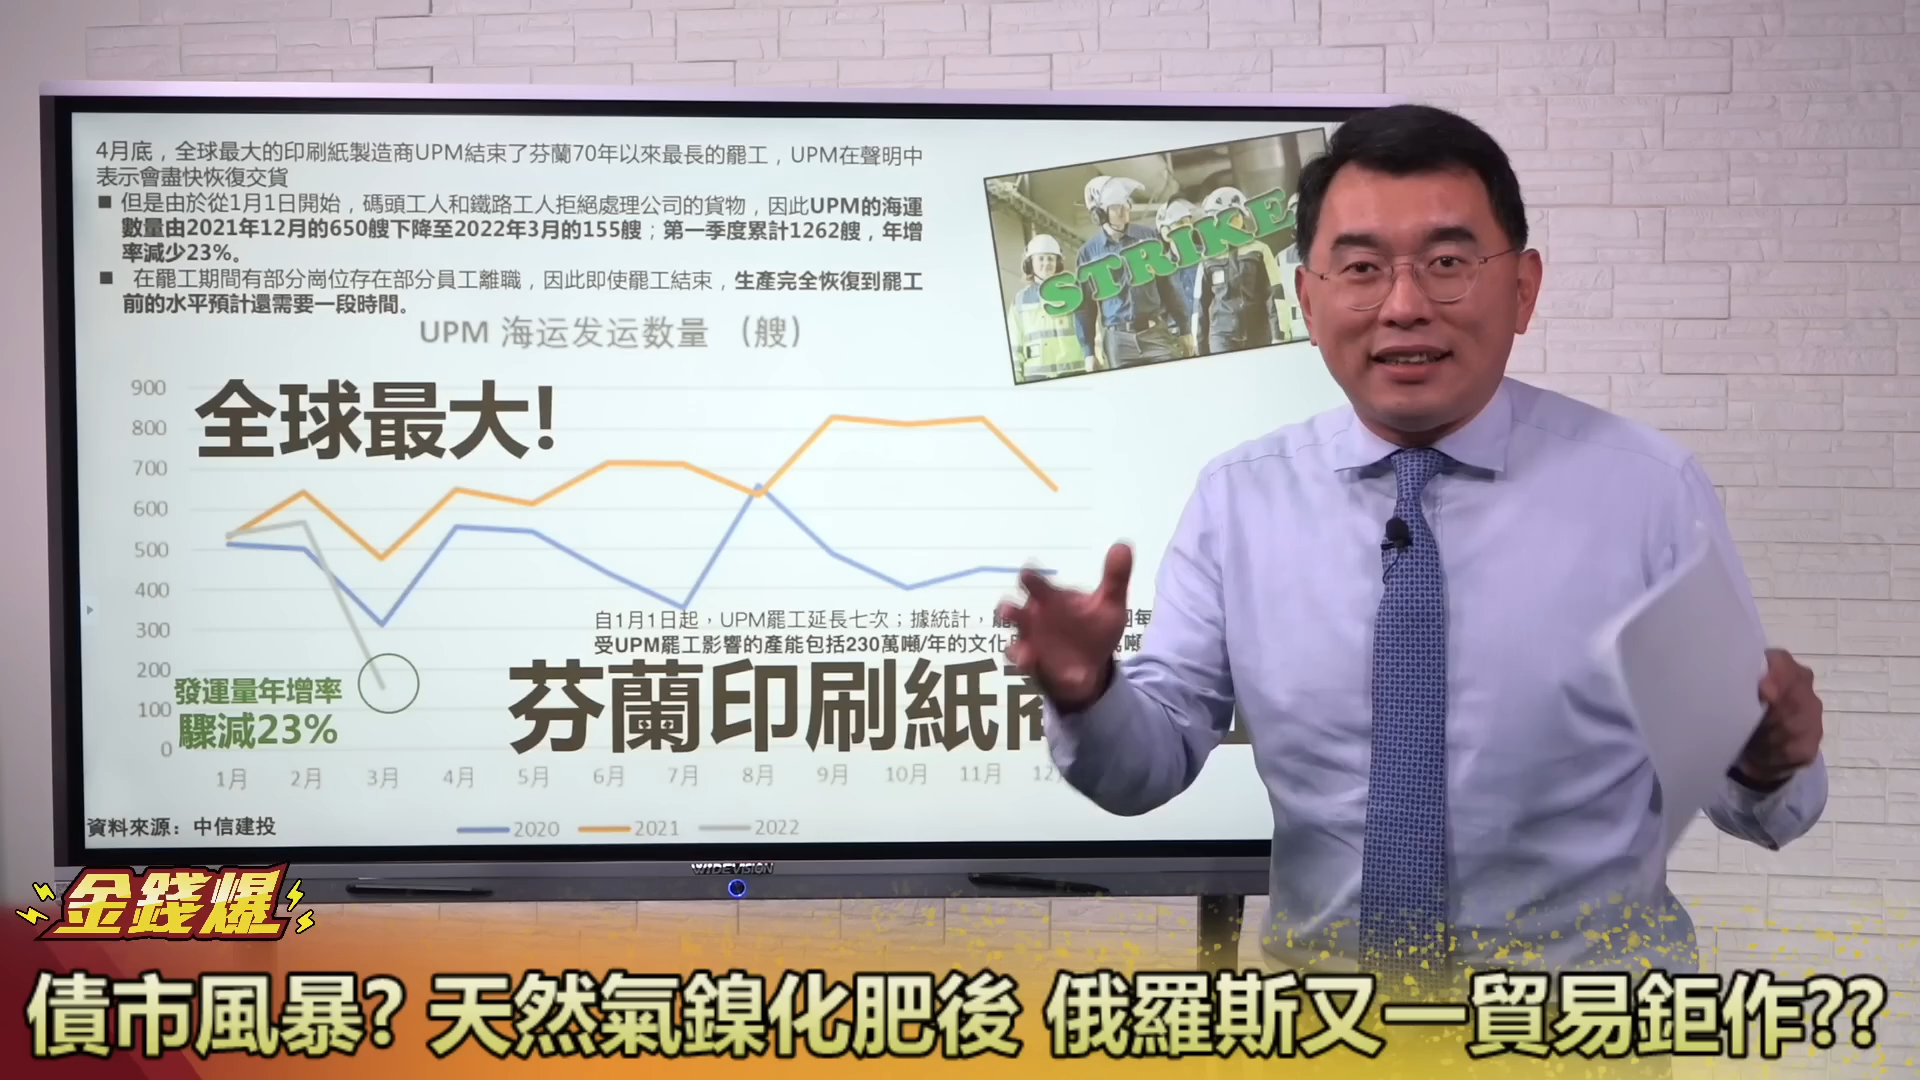 4月底，全球最大的印刷紙製造商UPM結束了芬蘭70年以來最長的罷工，UPM在聲明中
表示會盡快恢復交貨
■ 但是由於從1月1日開始，碼頭工人和鐵路工人拒絕處理公司的貨物，因此UPM的海運
數量由2021年12月的650艘下降至2022年3月的155艘；第一季度累計1262艘，年增
率減少23%。
■ 在罷工期間有部分崗位存在部分員工離職，因此即使罷工結束，生產完全恢復到罷工
前的水平預計還需要一段時間。
STRIKE
UPM 海运发运数量 （艘）
全球最大!
900
800
700
600
500
400
300
200
100
0
自1月1日起，UPM罷工延長七次；據統計，
受UPM罷工影響的產能包括230萬噸/年的文化
發運量年增率
驟減23%
芬蘭印刷紙
1月 2月 3月 4月 5月 6月 7月 8月 9月 10月 11月 12
資料來源：中信建投
2020 2021 2022
WIDEVISION
金錢爆
債市風暴? 天然氣鎳化肥後 俄羅斯又一貿易鉅作??